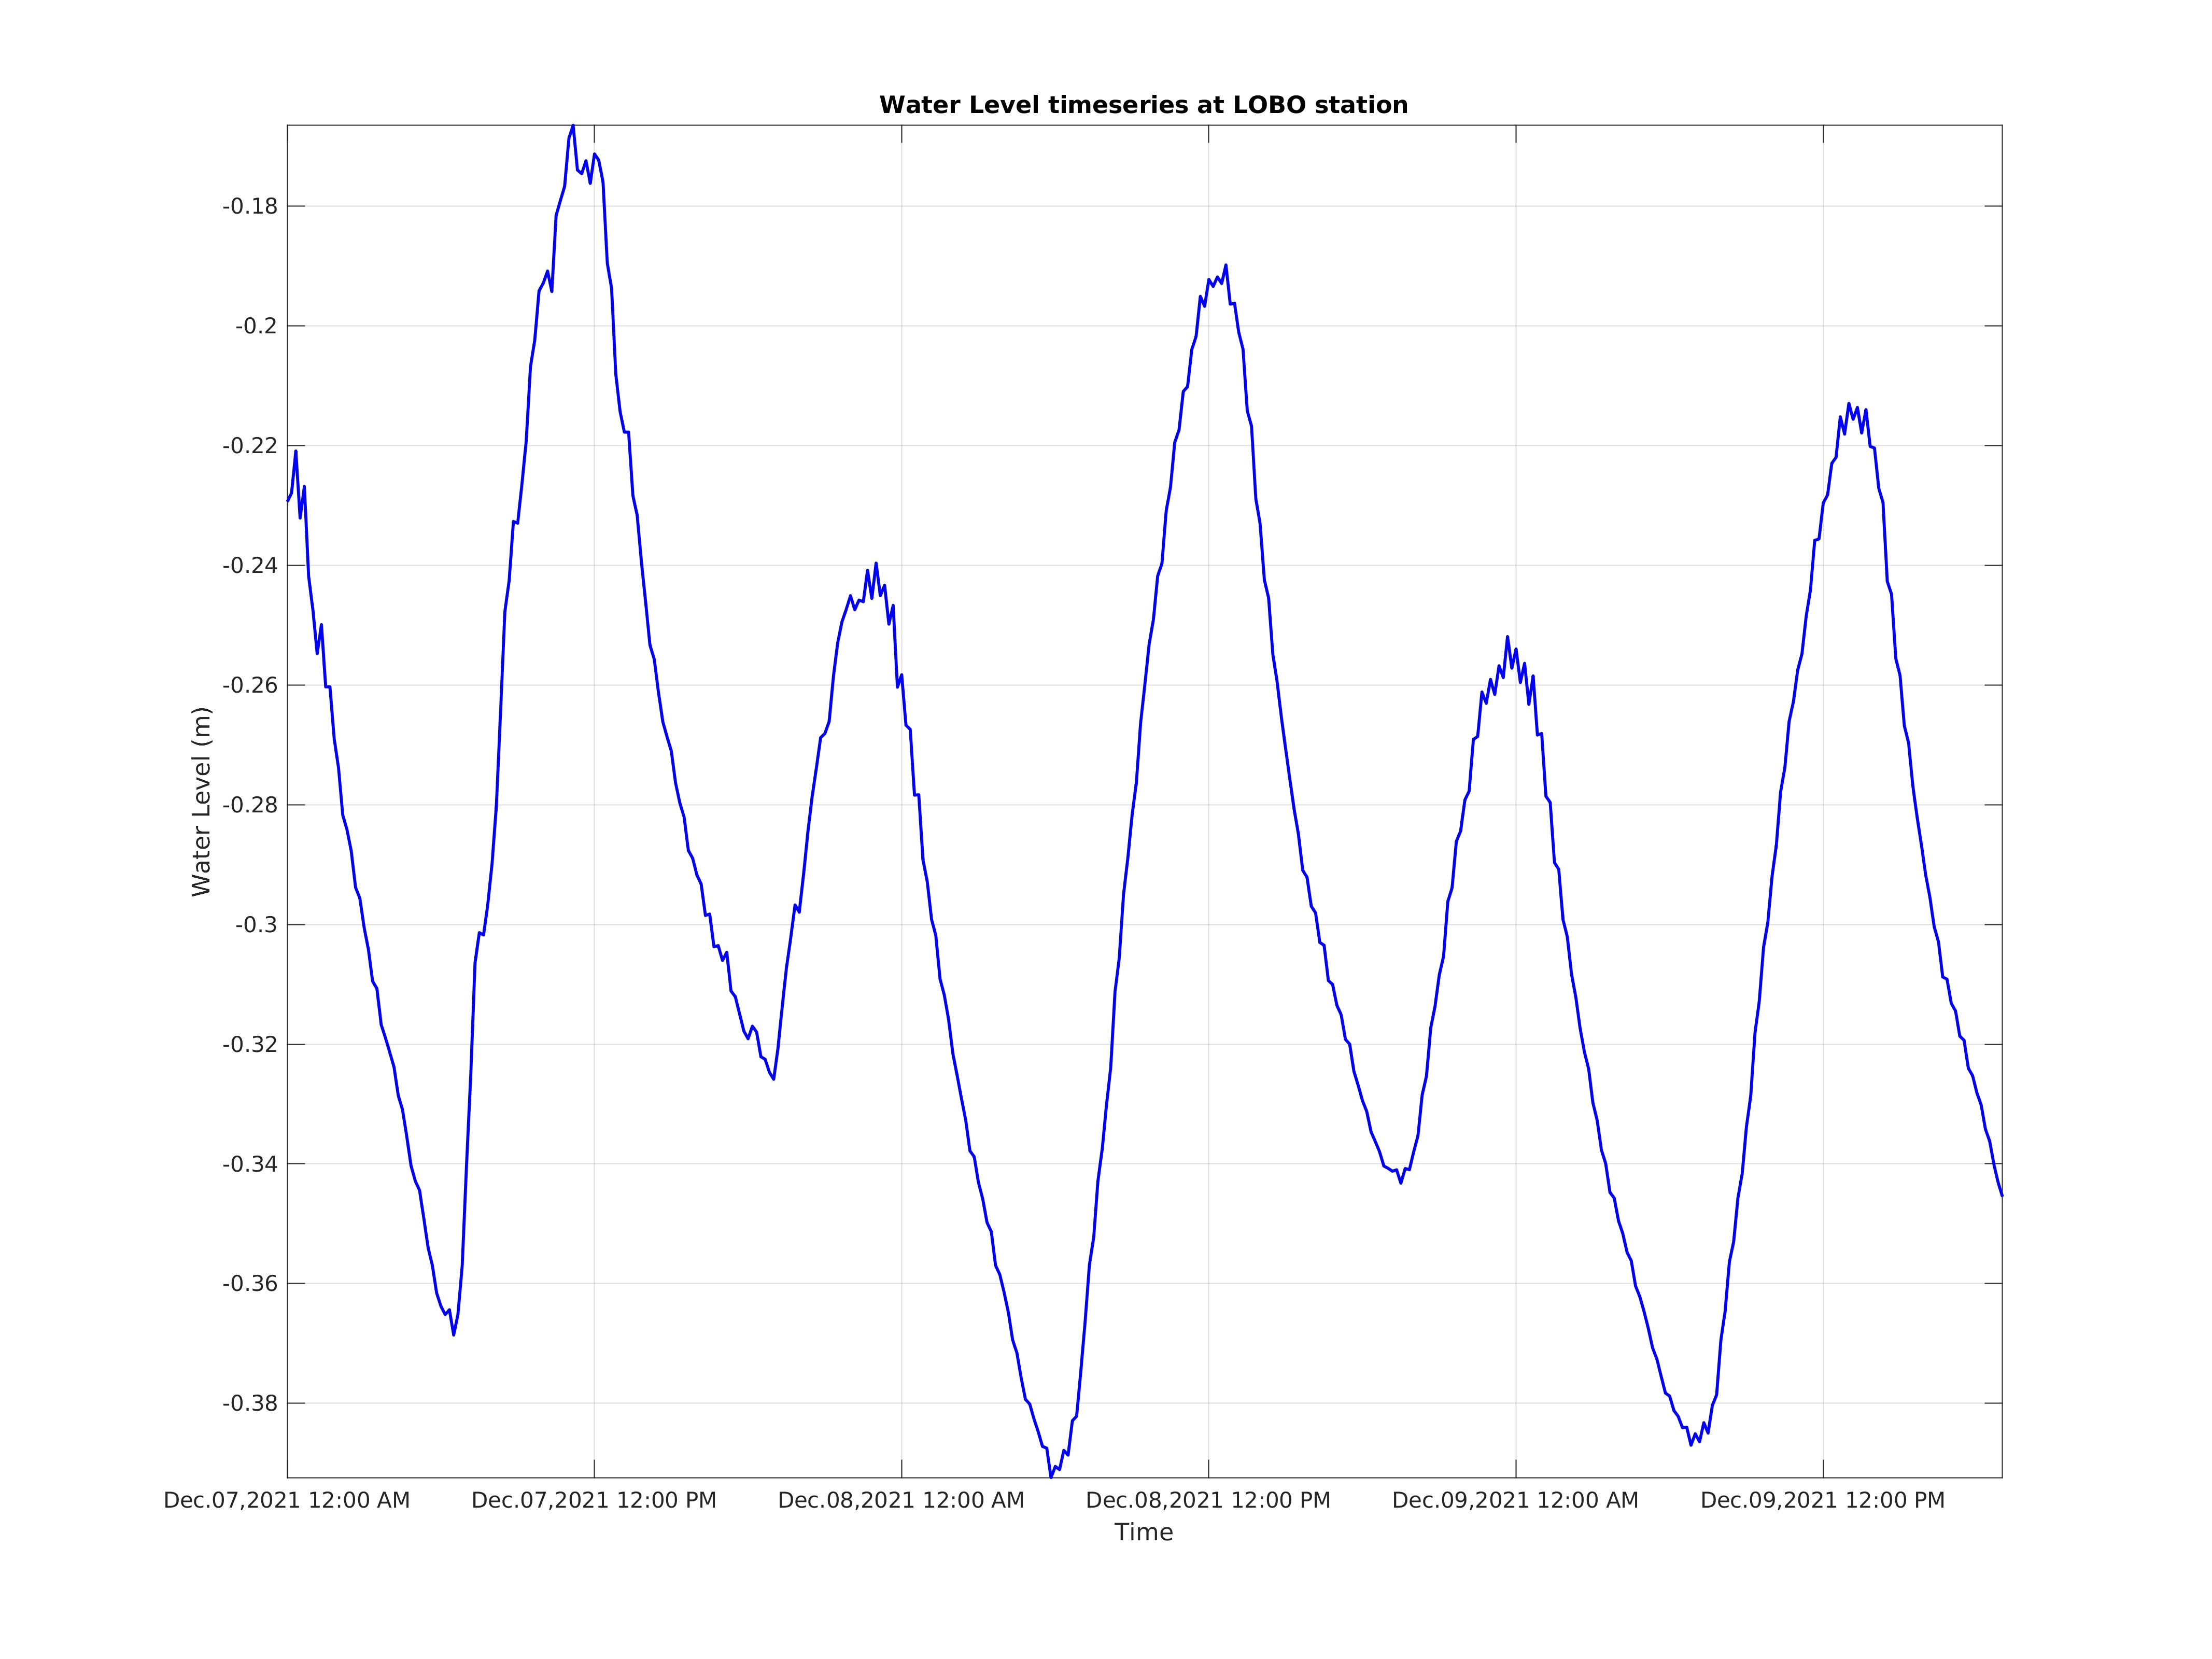 Water Level timeseries at LOBO station
-0.18
-0.2
-0.22
-0.24
-0.26
-0.28
-0.3
-0.32
-0.34
-0.36
-0.38
Water Level (m)
Dec.07,2021 12:00 AM Dec.07,2021 12:00 PM Dec.08,2021 12:00 AM Dec.08,2021 12:00 PM Dec.09,2021 12:00 AM Dec.09,2021 12:00 PM
Time